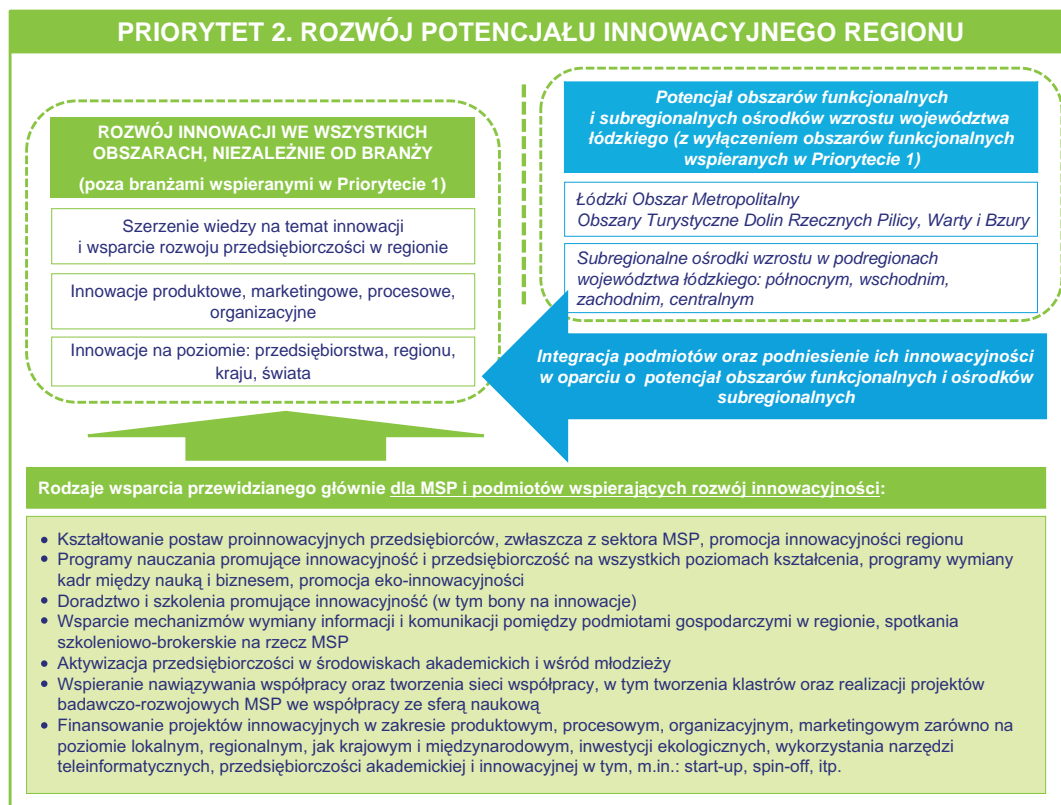 PRIORYTET 2. ROZWÓJ POTENCJAŁU INNOWACYJNEGO REGIONU
ROZWÓJ INNOWACJI WE WSZYSTKICH
OBSZARACH, NIEZALEŻNIE OD BRANŻY
(poza branżami wspieranymi w Priorytecie 1)
Szerzenie wiedzy na temat innowacji
i wsparcie rozwoju przedsiębiorczości w regionie
Innowacje produktowe, marketingowe, procesowe,
organizacyjne
Innowacje na poziomie: przedsiębiorstwa, regionu,
kraju, świata
Potencjał obszarów funkcjonalnych
i subregionalnych ośrodków wzrostu województwa
łódzkiego (z wyłączeniem obszarów funkcjonalnych
wspieranych w Priorytecie 1)
Łódzki Obszar Metropolitalny
Obszary Turystyczne Dolin Rzecznych Pilicy, Warty i Bzury
Subregionalne ośrodki wzrostu w podregionach
województwa łódzkiego: północnym, wschodnim,
zachodnim, centralnym
Integracja podmiotów oraz podniesienie ich innowacyjności
w oparciu o potencjał obszarów funkcjonalnych i ośrodków
subregionalnych
Rodzaje wsparcia przewidzianego głównie dla MSP i podmiotów wspierających rozwój innowacyjności:
• Kształtowanie postaw proinnowacyjnych przedsiębiorców, zwłaszcza z sektora MSP, promocja innowacyjności regionu
• Programy nauczania promujące innowacyjność i przedsiębiorczość na wszystkich poziomach kształcenia, programy wymiany
kadr między nauką i biznesem, promocja eko-innowacyjności
• Doradztwo i szkolenia promujące innowacyjność (w tym bony na innowacje)
• Wsparcie mechanizmów wymiany informacji i komunikacji pomiędzy podmiotami gospodarczymi w regionie, spotkania
szkoleniowo-brokerskie na rzecz MSP
• Aktywizacja przedsiębiorczości w środowiskach akademickich i wśród młodzieży
• Wspieranie nawiązywania współpracy oraz tworzenia sieci współpracy, w tym tworzenia klastrów oraz realizacji projektów
badawczo-rozwojowych MSP we współpracy ze sferą naukową
• Finansowanie projektów innowacyjnych w zakresie produktowym, procesowym, organizacyjnym, marketingowym zarówno na
poziomie lokalnym, regionalnym, jak krajowym i międzynarodowym, inwestycji ekologicznych, wykorzystania narzędzi
teleinformatycznych, przedsiębiorczości akademickiej i innowacyjnej w tym, m.in.: start-up, spin-off, itp.